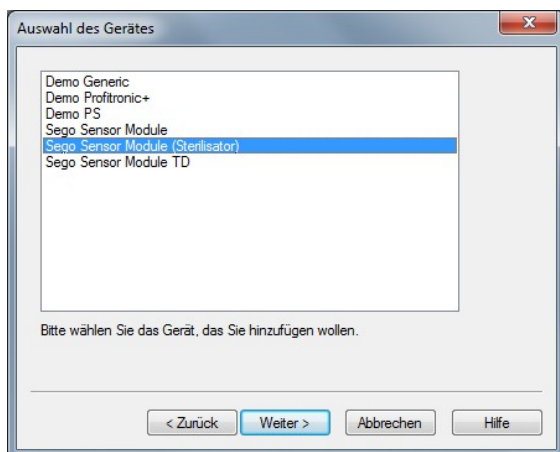 Auswahl des Gerätes
Demo Generic
Demo Profitronic+
Demo PS
Sego Sensor Module
Sego Sensor Module (Sterilisator)
Sego Sensor Module TD
Bitte wählen Sie das Gerät, das Sie hinzufügen wollen.
< Zurück Weiter > Abbrechen Hilfe